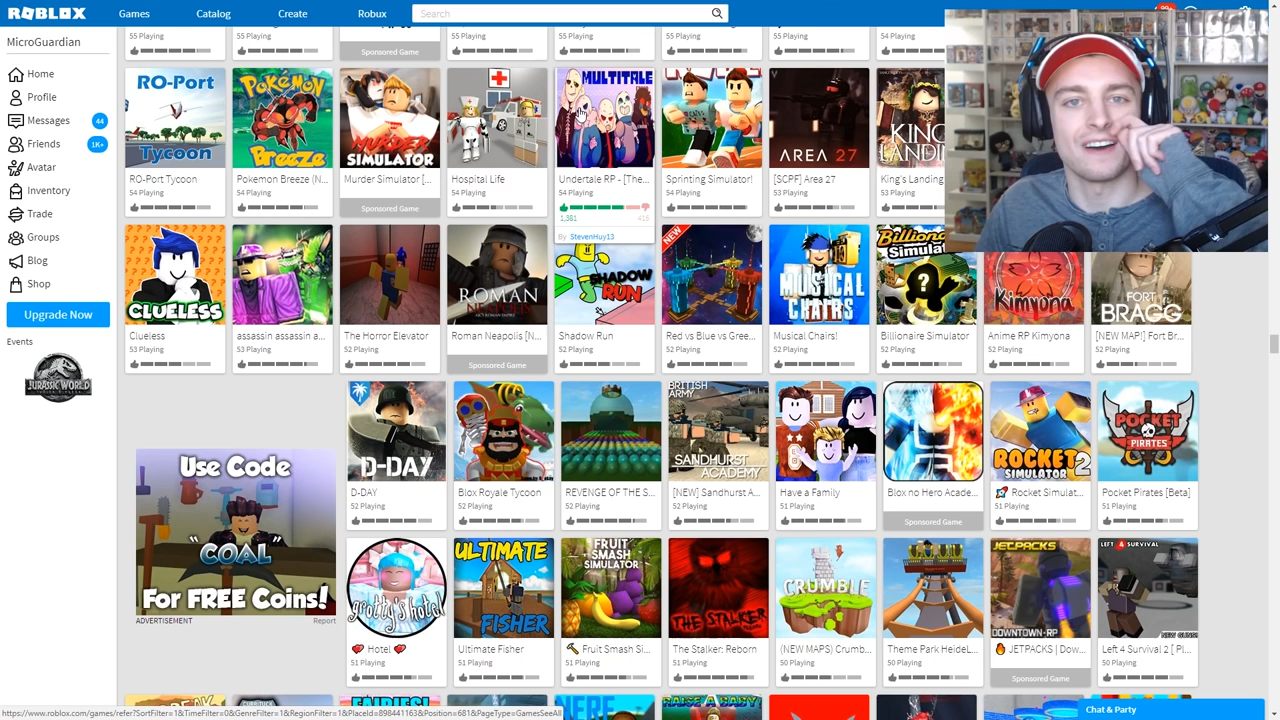 ROBLOX Games Catalog Create Robux Search
MicroGuardian
Home
Profile
Messages 44
Friends 1K+
Avatar
Inventory
Trade
Groups
Blog
Shop
Upgrade Now
Events
JURASSIC WORLD
55 Playing 55 Playing 55 Playing 55 Playing 55 Playing 54 Playing
Sponsored Game
RO-Port
Tycoon
POKÉMON
Breeze
MURDER
SIMULATOR
MULTITALE
AREA 27
RO-Port Tycoon
54 Playing
Pokemon Breeze (N...
54 Playing
Murder Simulator [...
54 Playing
Sponsored Game
Hospital Life
54 Playing
Undertale RP - [The...
54 Playing
1,381
418
By StevenHuy13
Sprinting Simulator!
54 Playing
[SCPF] Area 27
53 Playing
King's Landing
53 Playing
CLUELESS
ROMAN
SHADOW
RUN
NEW
MUSICAL
CHAIRS
Kimyona
FORT
BRAGG
Clueless
53 Playing
assassin assassin a...
53 Playing
The Horror Elevator
52 Playing
Roman Neapolis [N...
Sponsored Game
Shadow Run
52 Playing
Red vs Blue vs Gree...
52 Playing
Musical Chairs!
52 Playing
Billionaire Simulator
52 Playing
Anime RP Kimyona
52 Playing
[NEW MAP!] Fort Br...
52 Playing
D-DAY
BRITISH
ARMY
SANDHURST
ACADEMY
ROCKET
SIMULATOR 2
POCKET
PIRATES
D-DAY
52 Playing
Blox Royale Tycoon
52 Playing
REVENGE OF THE S...
52 Playing
[NEW] Sandhurst A...
52 Playing
Have a Family
51 Playing
Blox no Hero Acade...
Sponsored Game
🚀 Rocket Simulat...
51 Playing
Pocket Pirates [Beta]
51 Playing
Use Code
"COAL"
For FREE Coins!
ADVERTISEMENT Report
grotty's hotel
ULTIMATE
FISHER
FRUIT
SMASH
SIMULATOR
THE STALKER
CRUMBLE
JETPACKS
DOWNTOWN-RP
LEFT 4 SURVIVAL
NEW GUNS!
❤️ Hotel ❤️
51 Playing
Ultimate Fisher
51 Playing
🔨 Fruit Smash Si...
51 Playing
The Stalker: Reborn
51 Playing
(NEW MAPS) Crumb...
50 Playing
Theme Park HeideL...
50 Playing
🔥 JETPACKS | Dow...
Sponsored Game
Left 4 Survival 2 [ Pl...
50 Playing
https://www.roblox.com/games/refer?SortFilter=1&TimeFilter=0&GenreFilter=1&RegionFilter=1&PlaceId=898441163&Position=681&PageType=GamesSeeAll
Chat & Party